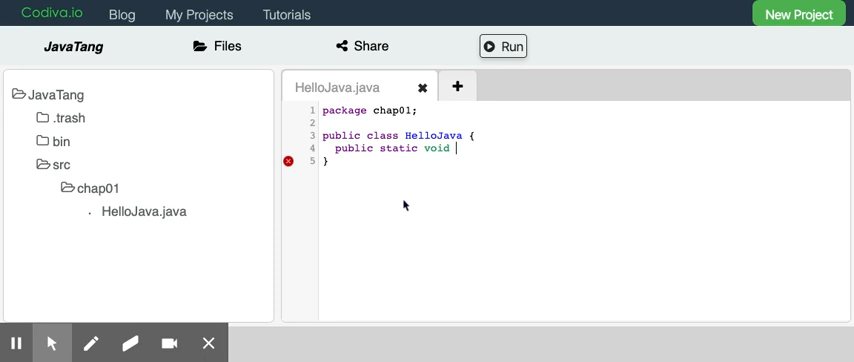 Codiva.io Blog My Projects Tutorials New Project
JavaTang Files Share Run
JavaTang
.trash
bin
src
chap01
HelloJava.java
HelloJava.java
1 package chap01;
2
3 public class HelloJava {
4 public static void
5 }